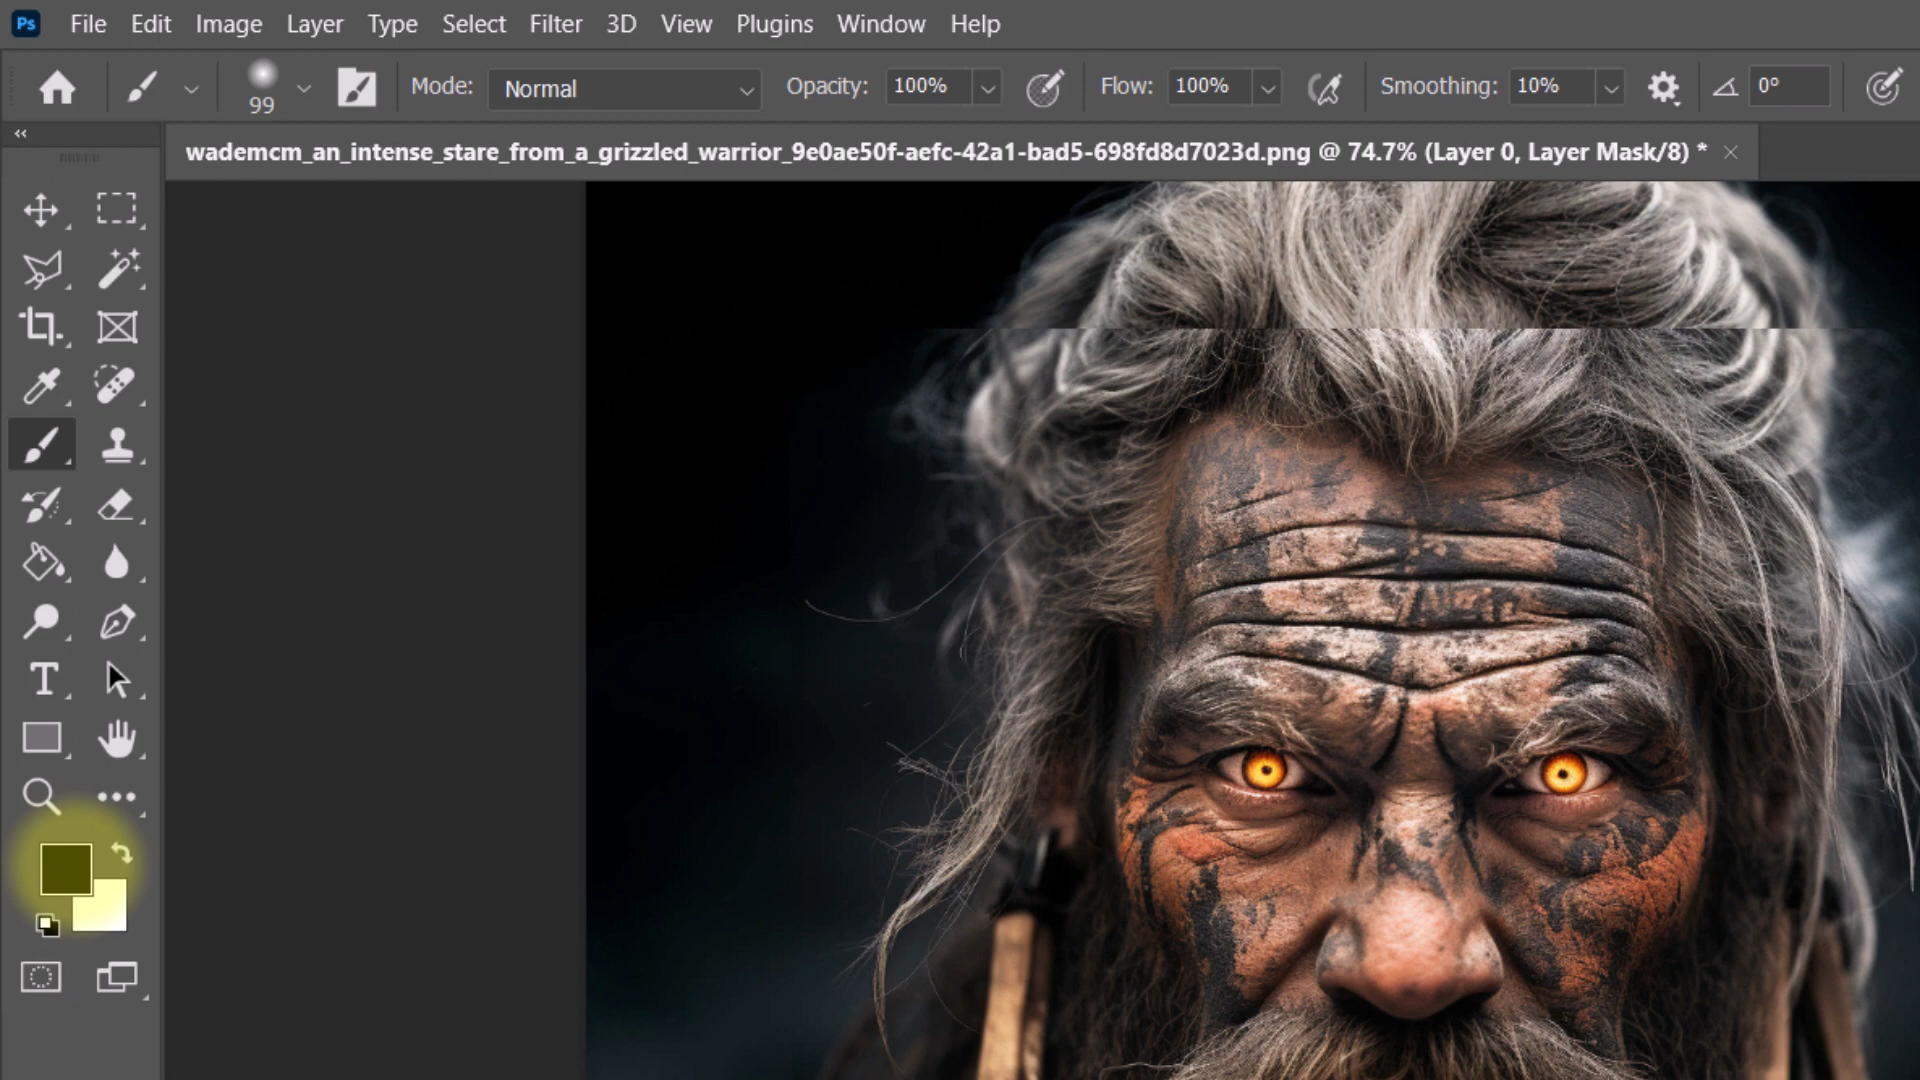 Ps File Edit Image Layer Type Select Filter 3D View Plugins Window Help
99 Mode: Normal Opacity: 100% Flow: 100% Smoothing: 10% 0°
wademcm_an_intense_stare_from_a_grizzled_warrior_9e0ae50f-aefc-42a1-bad5-698fd8d7023d.png @ 74.7% (Layer 0, Layer Mask/8) *
T